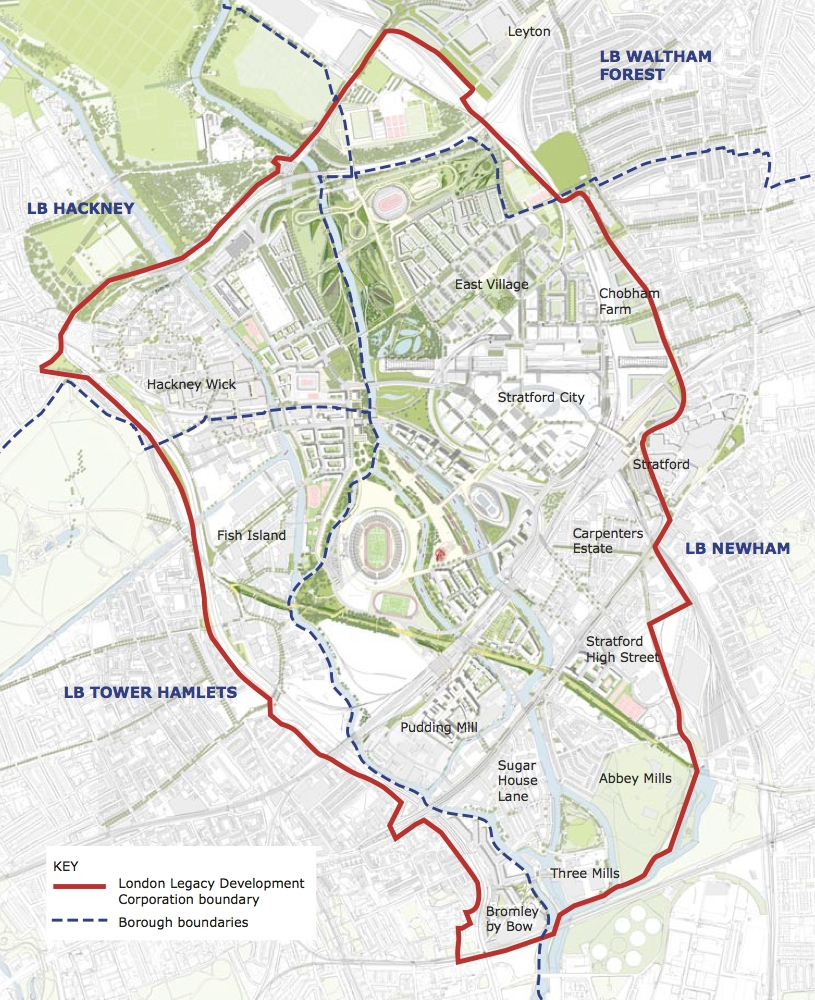 Leyton
LB WALTHAM
FOREST
LB HACKNEY
East Village
Chobham
Farm
Hackney Wick
Stratford City
Stratford
Fish Island
Carpenters
Estate
LB NEWHAM
Stratford
High Street
LB TOWER HAMLETS
Pudding Mill
Sugar
House
Lane
Abbey Mills
Three Mills
Bromley
by Bow
KEY
London Legacy Development
Corporation boundary
Borough boundaries